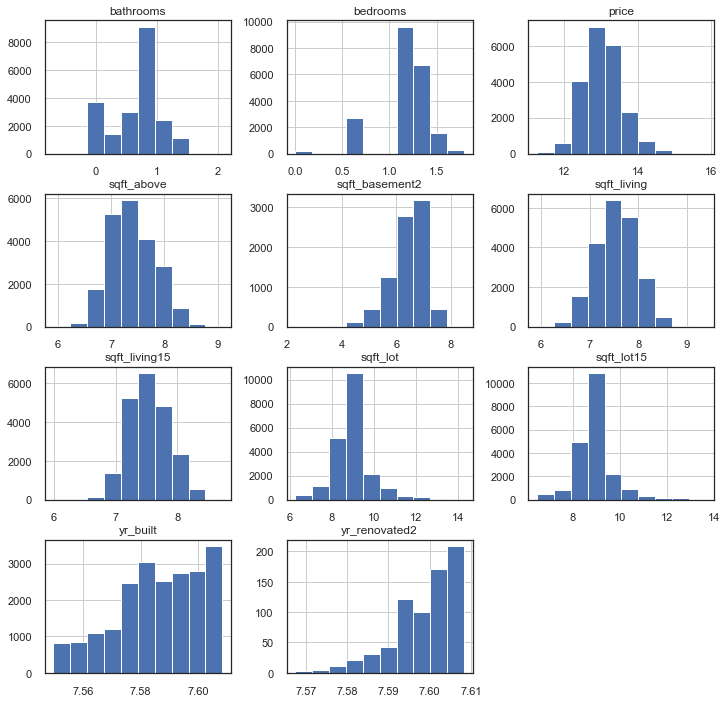 bathrooms bedrooms price
8000 10000 6000
6000 8000 4000
4000 6000 2000
2000 4000 0
0 2000
0
0 1 2 0.0 0.5 1.0 1.5 12 14 16
sqft_above sqft_basement2 sqft_living
6000 3000 6000
4000 2000 4000
2000 1000 2000
0 0 0
6 7 8 9 2 4 6 8 6 7 8 9
sqft_living15 sqft_lot sqft_lot15
6000 10000 10000
4000 8000 8000
2000 6000 6000
0 4000 4000
2000 2000
0 0
6 7 8 6 8 10 12 14 8 10 12 14
yr_built yr_renovated2
3000 200
2000 150
1000 100
0 50
0
7.56 7.58 7.60 7.57 7.58 7.59 7.60 7.61